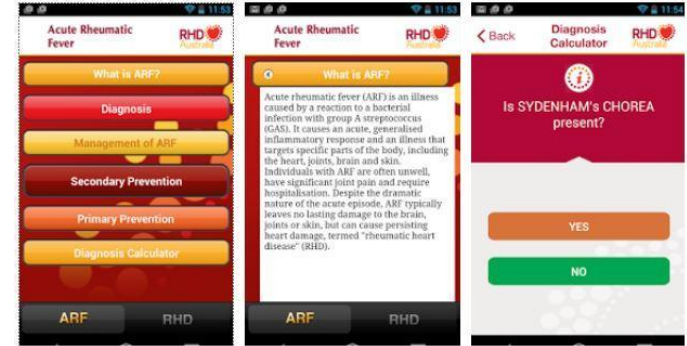 11:53
Acute Rheumatic
Fever
RHD
Australia
What is ARF?
Diagnosis
Management of ARF
Secondary Prevention
Primary Prevention
Diagnosis Calculator
ARF
RHD
11:53
Acute Rheumatic
Fever
RHD
Australia
What is ARF?
Acute rheumatic fever (ARF) is an illness
caused by a reaction to a bacterial
infection with group A streptococcus
(GAS). It causes an acute, generalised
inflammatory response and an illness that
targets specific parts of the body, including
the heart, joints, brain and skin.
Individuals with ARF are often unwell,
have significant joint pain and require
hospitalisation. Despite the dramatic
nature of the acute episode, ARF typically
leaves no lasting damage to the brain,
joints or skin, but can cause persisting
heart damage, termed "rheumatic heart
disease" (RHD).
ARF
RHD
11:54
Back
Diagnosis
Calculator
RHD
Australia
Is SYDENHAM's CHOREA
present?
YES
NO